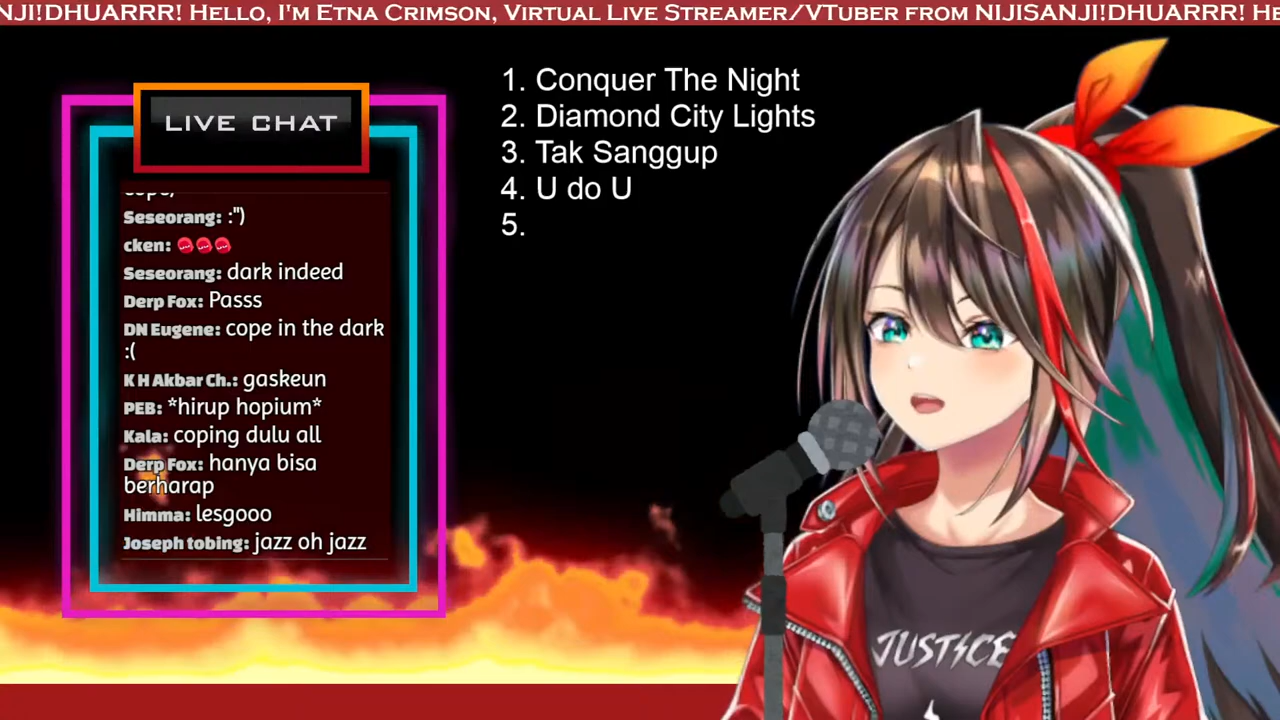 NJI!DHUARRR! Hello, I'm Etna Crimson, Virtual Live Streamer/VTuber from NIJISANJI!DHUARRR! He
LIVE CHAT
Seseorang: :")
cken:
Seseorang: dark indeed
Derp Fox: Passs
DN Eugene: cope in the dark
:(
K H Akbar Ch.: gaskeun
PEB: *hirup hopium*
Kala: coping dulu all
Derp Fox: hanya bisa
berharap
Himma: lesgooo
Joseph tobing: jazz oh jazz
1. Conquer The Night
2. Diamond City Lights
3. Tak Sanggup
4. U do U
5.
JUSTICE